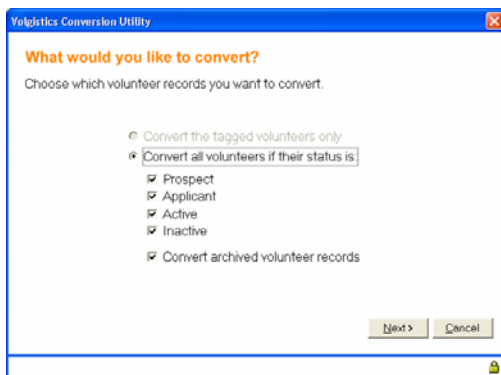 Volgistics Conversion Utility
What would you like to convert?
Choose which volunteer records you want to convert.
Convert the tagged volunteers only
Convert all volunteers if their status is:
Prospect
Applicant
Active
Inactive
Convert archived volunteer records
Next > Cancel